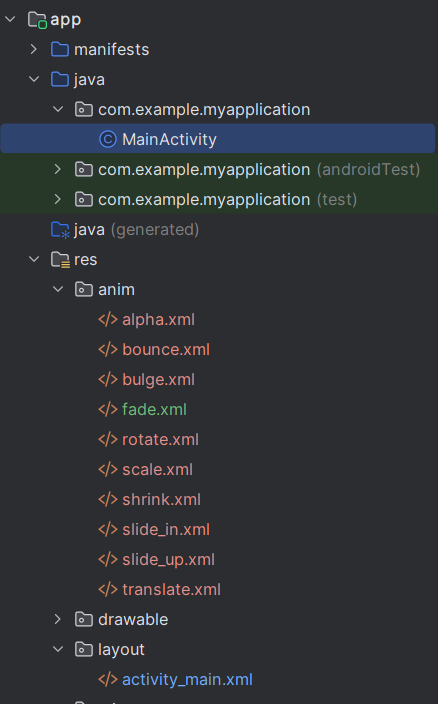 app
manifests
java
com.example.myapplication
MainActivity
com.example.myapplication (androidTest)
com.example.myapplication (test)
java (generated)
res
anim
alpha.xml
bounce.xml
bulge.xml
fade.xml
rotate.xml
scale.xml
shrink.xml
slide_in.xml
slide_up.xml
translate.xml
drawable
layout
activity_main.xml